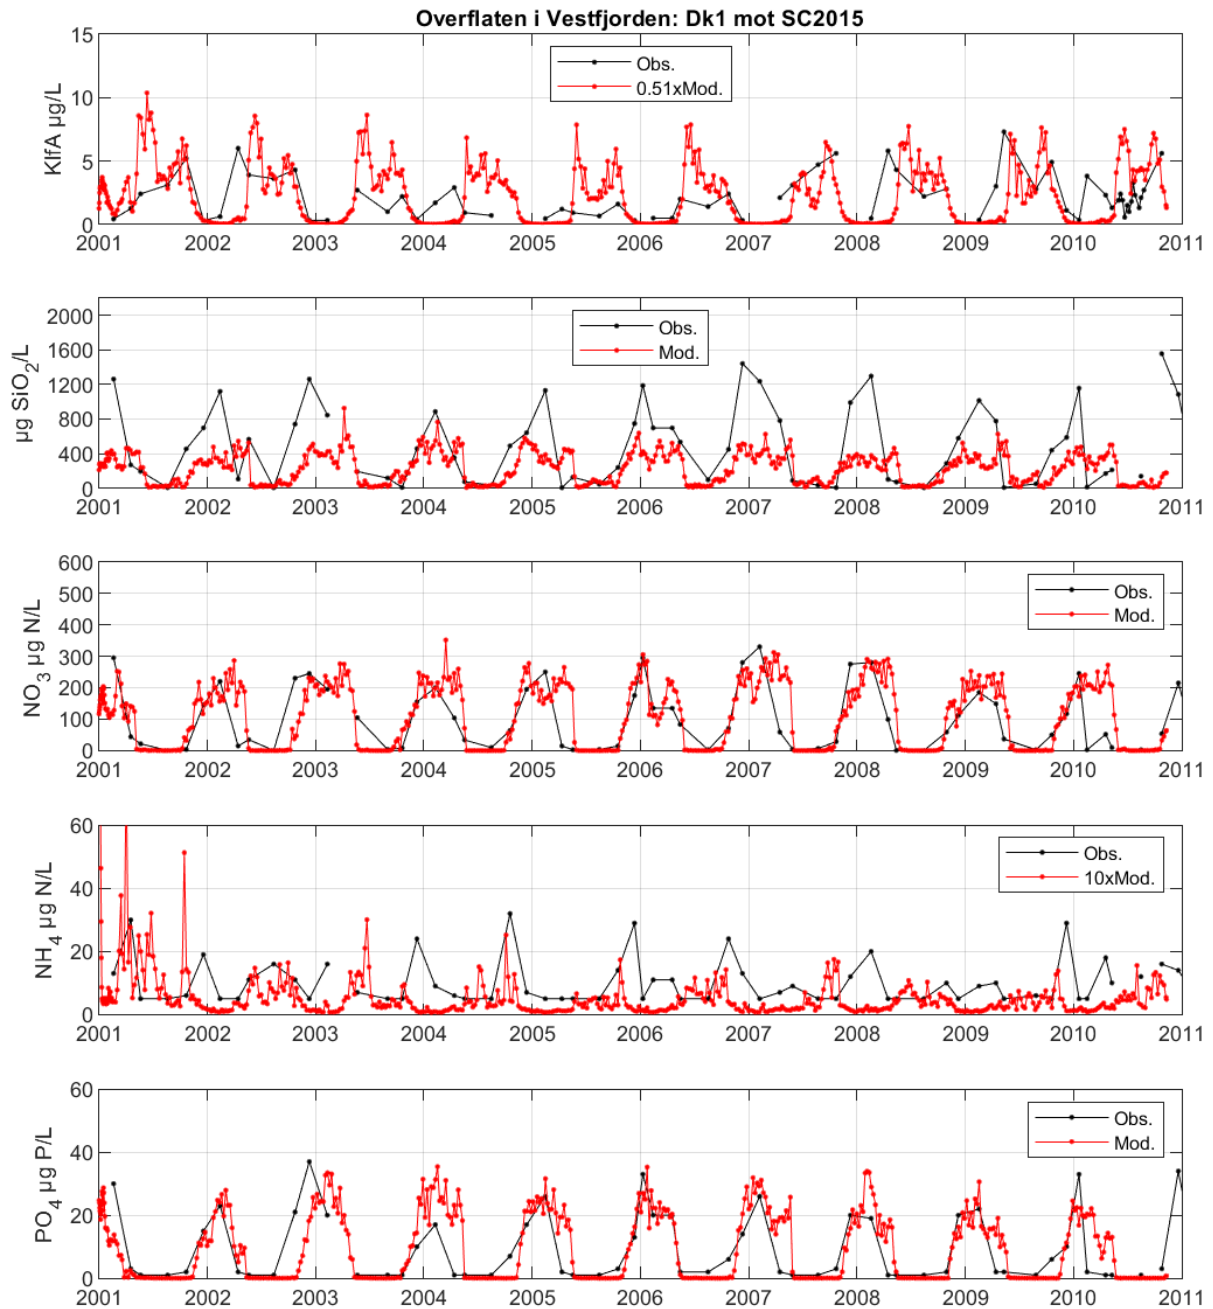 Overflaten i Vestfjorden: Dk1 mot SC2015
KlfA µg/L
15
10
5
0
Obs.
0.51xMod.
2001 2002 2003 2004 2005 2006 2007 2008 2009 2010 2011
µg SiO2/L
2000
1600
1200
800
400
0
Obs.
Mod.
2001 2002 2003 2004 2005 2006 2007 2008 2009 2010 2011
NO3 µg N/L
600
500
400
300
200
100
0
Obs.
Mod.
2001 2002 2003 2004 2005 2006 2007 2008 2009 2010 2011
NH4 µg N/L
60
40
20
0
Obs.
10xMod.
2001 2002 2003 2004 2005 2006 2007 2008 2009 2010 2011
PO4 µg P/L
60
40
20
0
Obs.
Mod.
2001 2002 2003 2004 2005 2006 2007 2008 2009 2010 2011